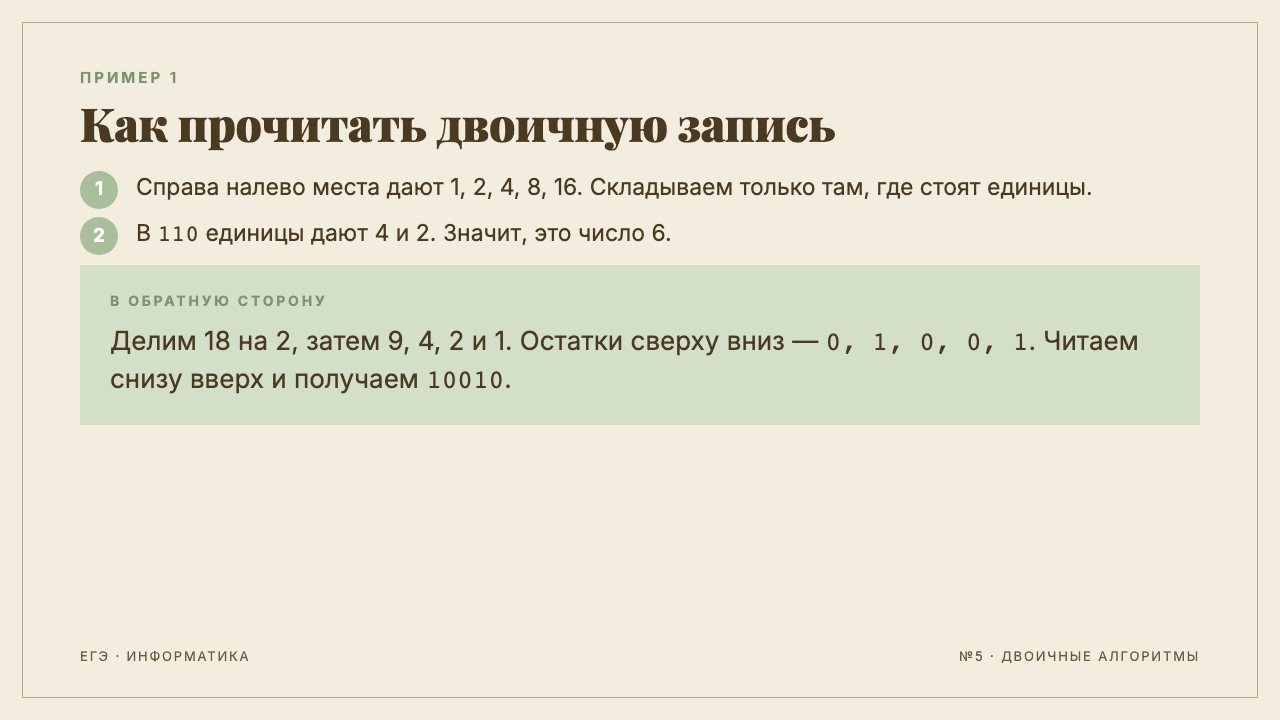 ПРИМЕР 1
Как прочитать двоичную запись
1 Справа налево места дают 1, 2, 4, 8, 16. Складываем только там, где стоят единицы.
2 В 110 единицы дают 4 и 2. Значит, это число 6.
В ОБРАТНУЮ СТОРОНУ
Делим 18 на 2, затем 9, 4, 2 и 1. Остатки сверху вниз — 0, 1, 0, 0, 1. Читаем
снизу вверх и получаем 10010.
ЕГЭ · ИНФОРМАТИКА
№5 · ДВОИЧНЫЕ АЛГОРИТМЫ